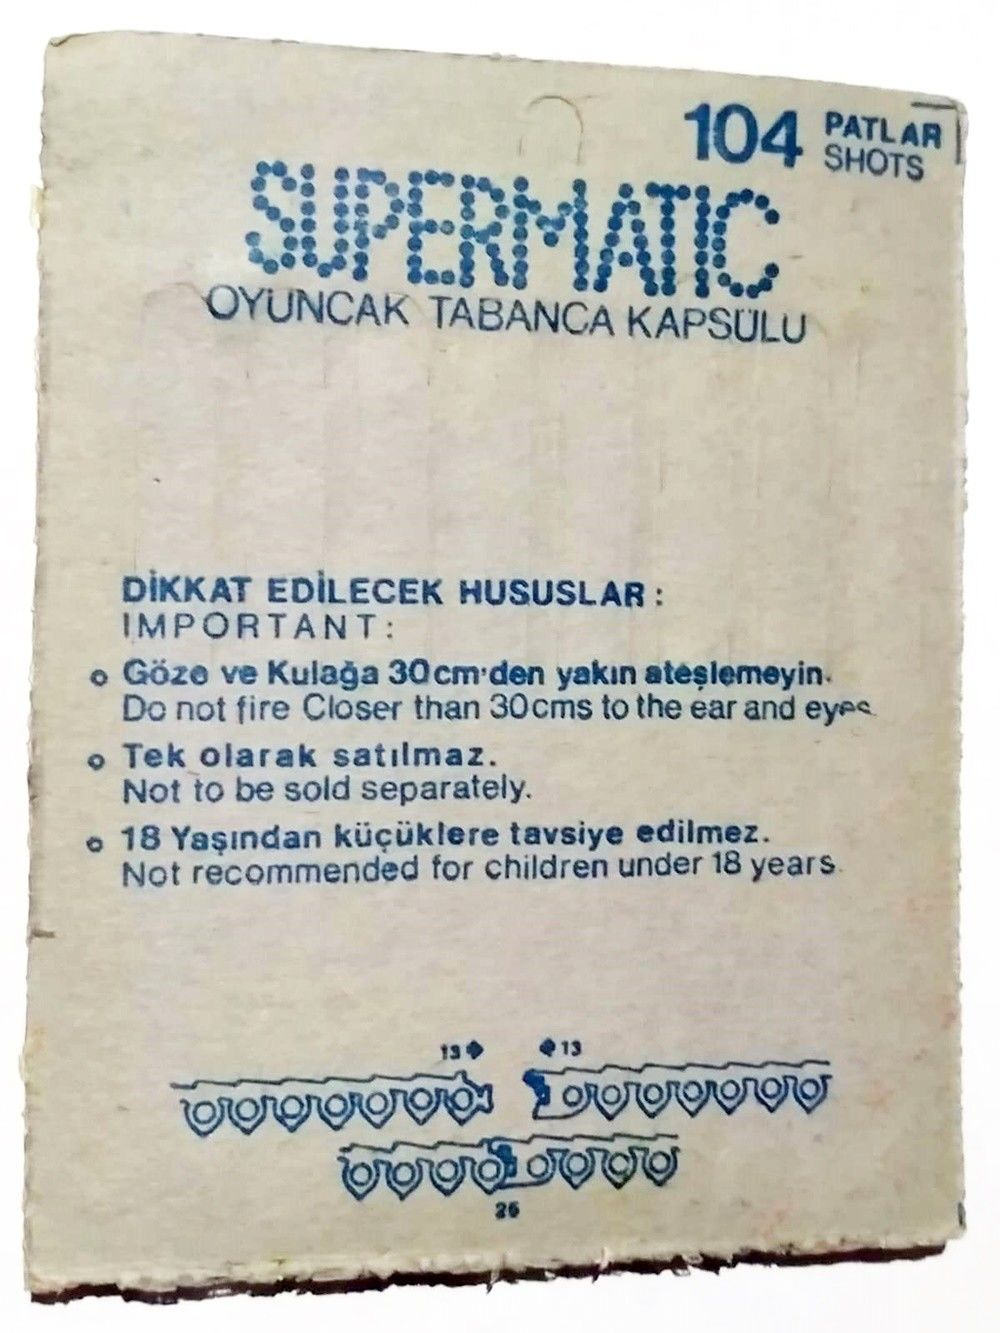 104 PATLAR
SHOTS
SUPERMATIC
OYUNCAK TABANCA KAPSÜLU
DİKKAT EDİLECEK HUSUSLAR :
IMPORTANT :
Göze ve Kulağa 30cm'den yakın ateşlemeyin.
Do not fire Closer than 30cms to the ear and eyes
Tek olarak satılmaz.
Not to be sold separately.
18 Yaşından küçüklere tavsiye edilmez.
Not recommended for children under 18 years.
13 13
26